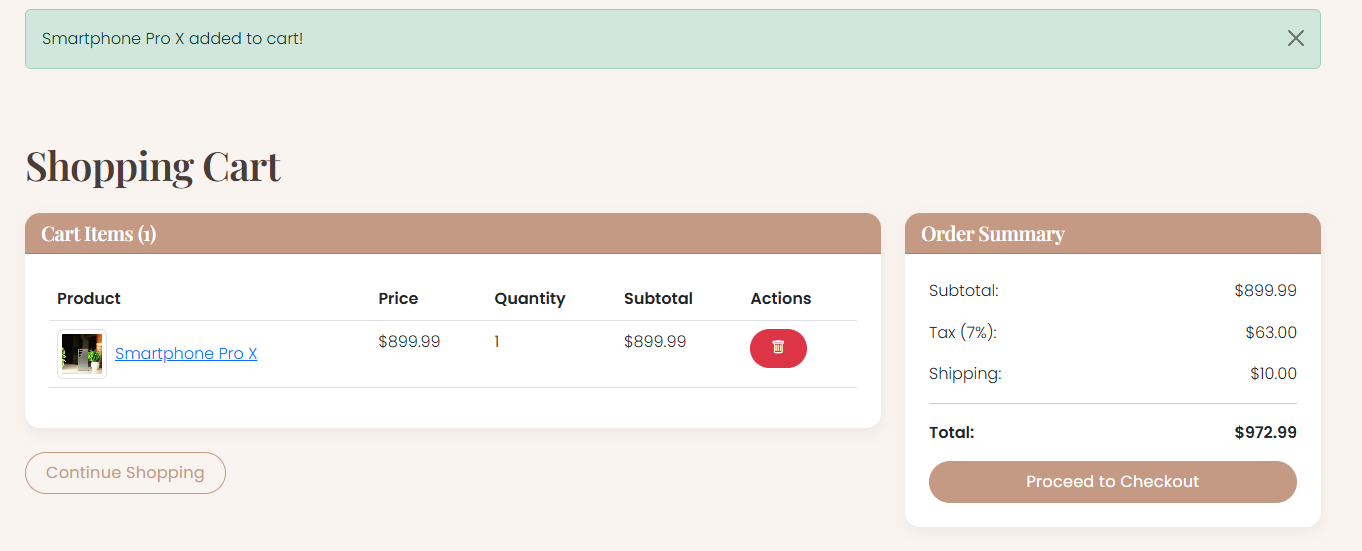 Smartphone Pro X added to cart!
Shopping Cart
Cart Items (1)
Product Price Quantity Subtotal Actions
Smartphone Pro X $899.99 1 $899.99
Continue Shopping
Order Summary
Subtotal: $899.99
Tax (7%): $63.00
Shipping: $10.00
Total: $972.99
Proceed to Checkout